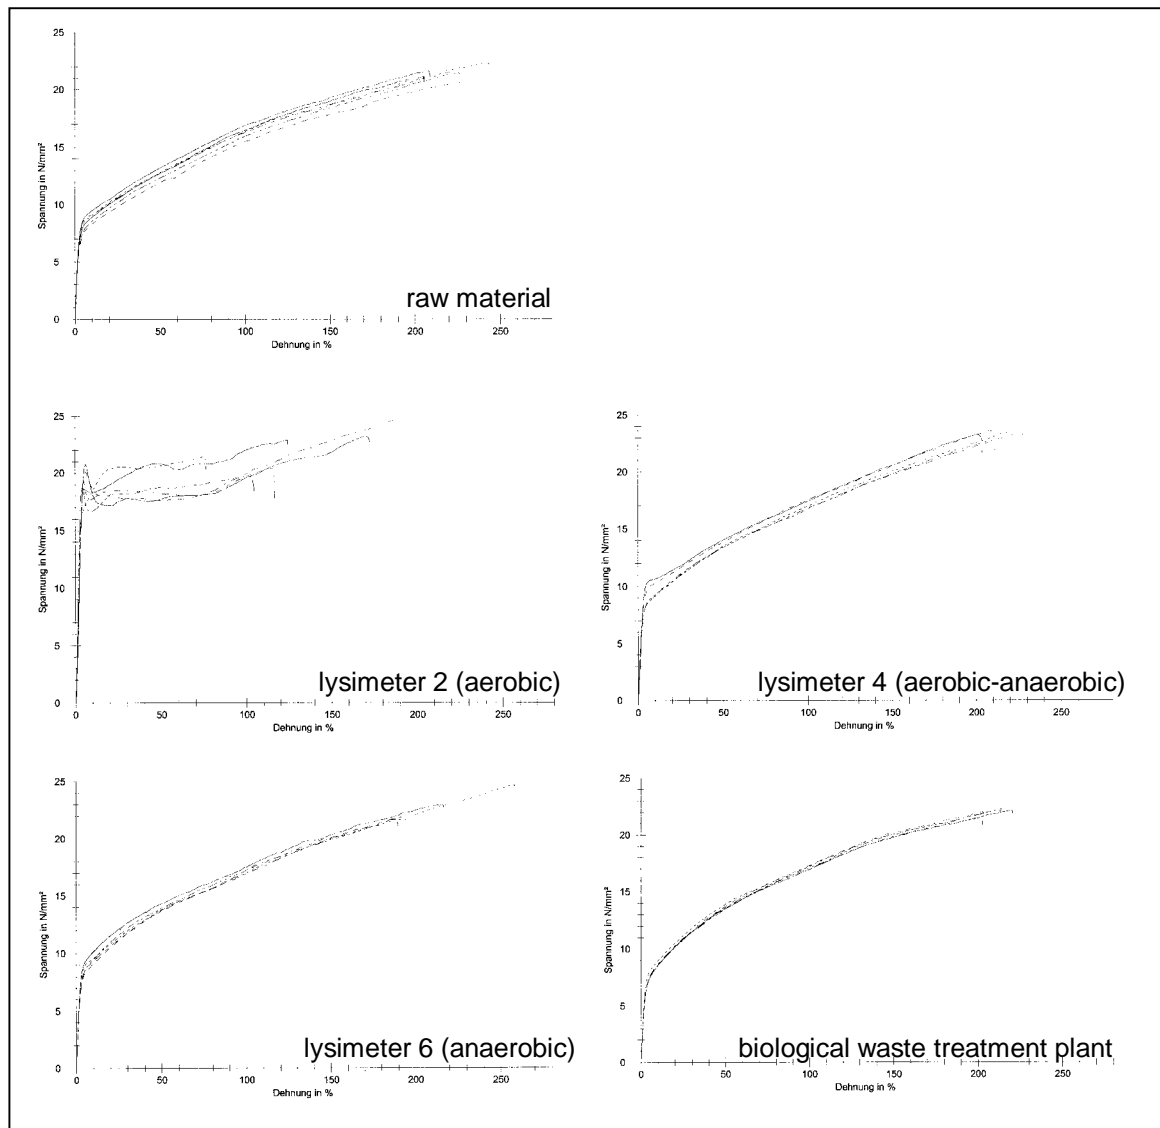 25
20
15
10
5
0
Spannung in N/mm²
raw material
0 50 100 150 200 250
Dehnung in %
25
20
15
10
5
0
Spannung in N/mm²
lysimeter 2 (aerobic)
0 50 100 150 200 250
Dehnung in %
25
20
15
10
5
0
Spannung in N/mm²
lysimeter 4 (aerobic-anaerobic)
0 50 100 150 200 250
Dehnung in %
25
20
15
10
5
0
Spannung in N/mm²
lysimeter 6 (anaerobic)
0 50 100 150 200 250
Dehnung in %
25
20
15
10
5
0
Spannung in N/mm²
biological waste treatment plant
0 50 100 150 200 250
Dehnung in %